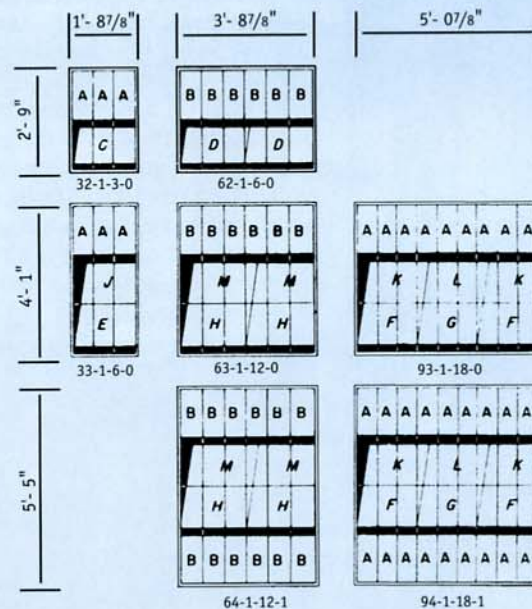 1'- 8⅞" 3'- 8⅞" 5'- 0⅞"
2'- 9"
A A A B B B B B B
C D D
32-1-3-0 62-1-6-0
4'- 1"
A A A B B B B B B A A A A A A A A A
J M M K L K
E H H F G F
33-1-6-0 63-1-12-0 93-1-18-0
5'- 5"
B B B B B B A A A A A A A A A
M M K L K
H H F G F
B B B B B B A A A A A A A A A
64-1-12-1 94-1-18-1